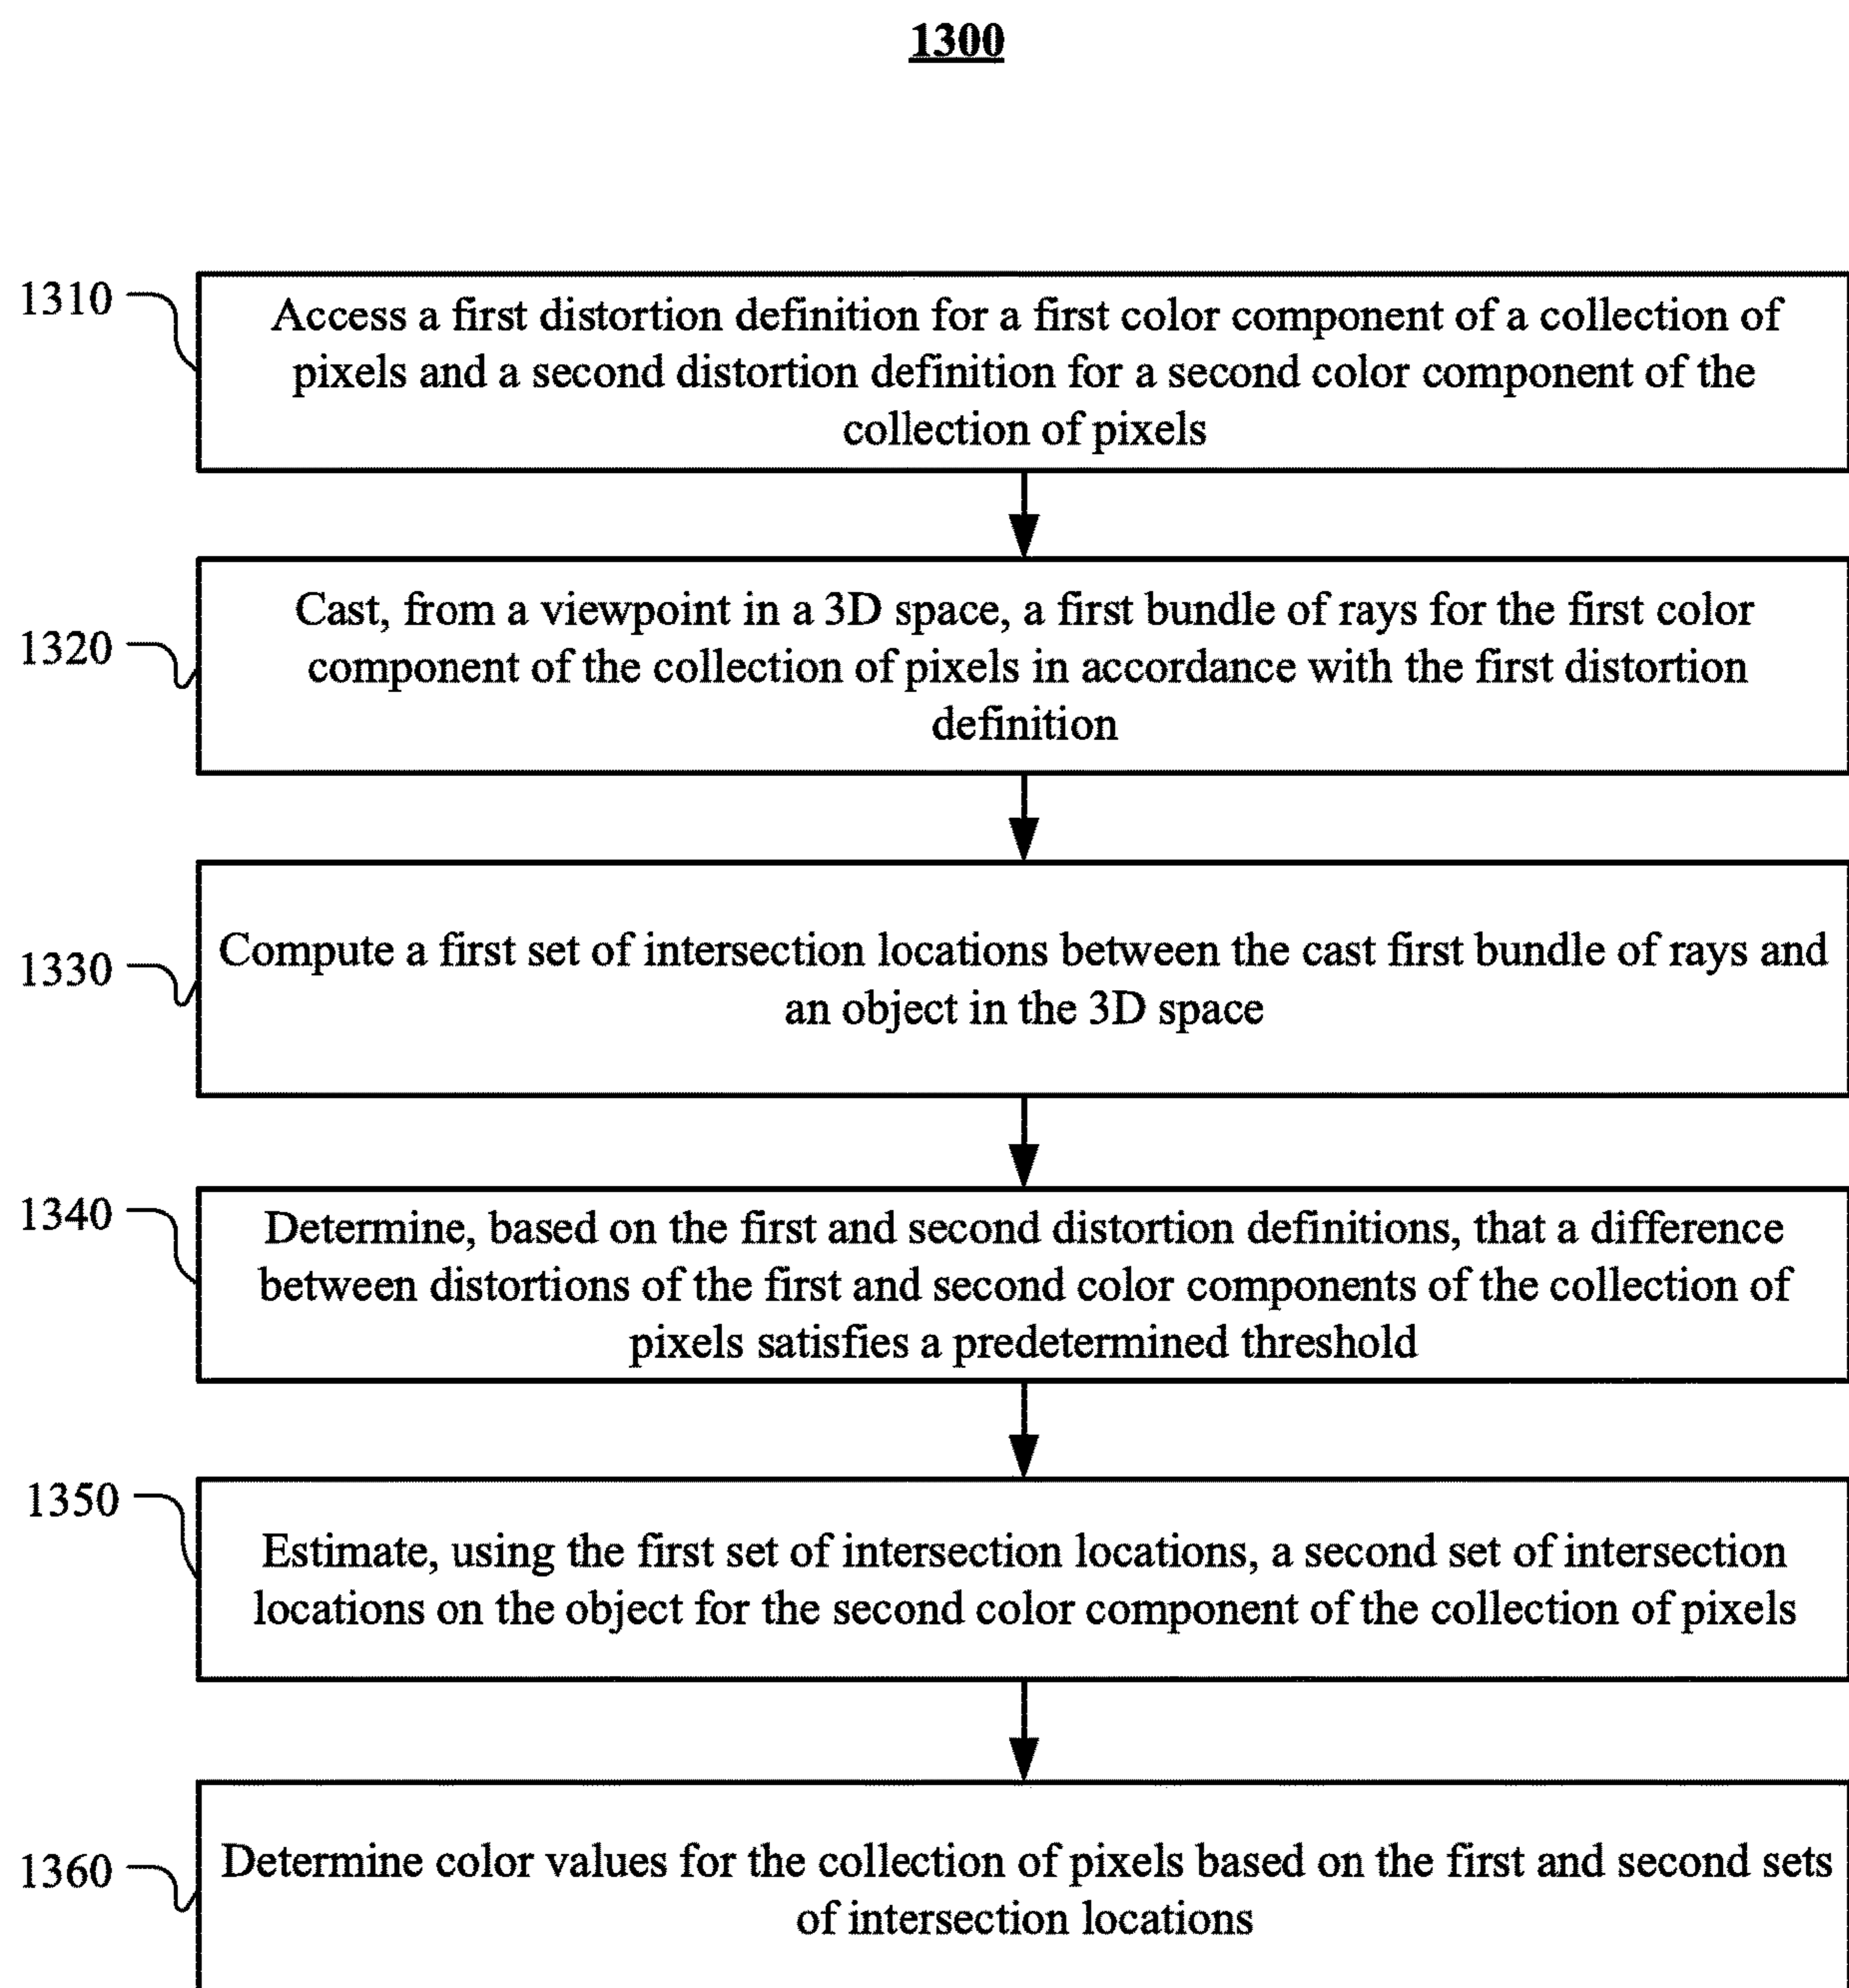 1300
1310
Access a first distortion definition for a first color component of a collection of
pixels and a second distortion definition for a second color component of the
collection of pixels
1320
Cast, from a viewpoint in a 3D space, a first bundle of rays for the first color
component of the collection of pixels in accordance with the first distortion
definition
1330
Compute a first set of intersection locations between the cast first bundle of rays and
an object in the 3D space
1340
Determine, based on the first and second distortion definitions, that a difference
between distortions of the first and second color components of the collection of
pixels satisfies a predetermined threshold
1350
Estimate, using the first set of intersection locations, a second set of intersection
locations on the object for the second color component of the collection of pixels
1360
Determine color values for the collection of pixels based on the first and second sets
of intersection locations